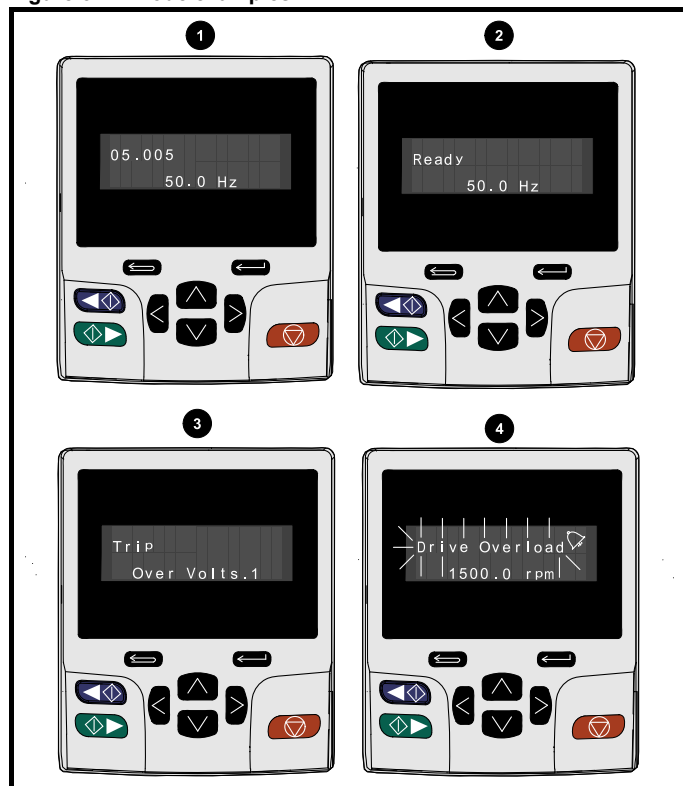 1
2
05.005
50.0 Hz
Ready
50.0 Hz
3
4
Trip
Over Volts.1
Drive Overload
1500.0 rpm